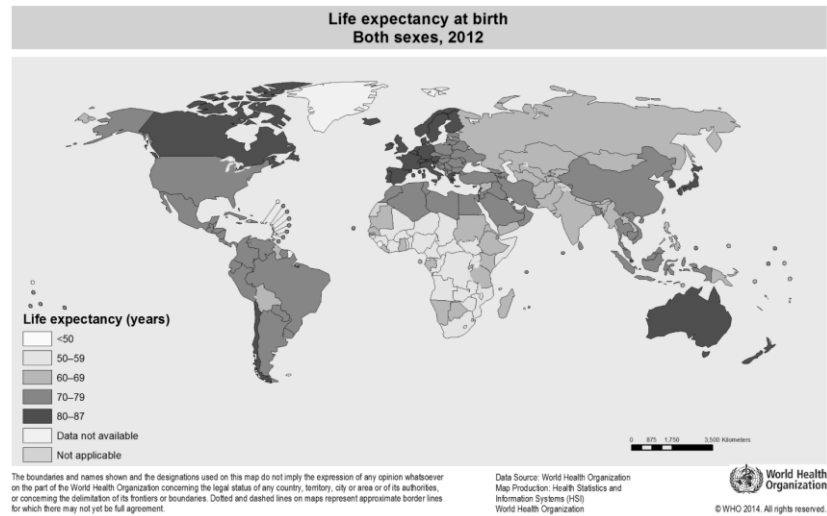 Life expectancy at birth
Both sexes, 2012
Life expectancy (years)
<50
50–59
60–69
70–79
80–87
Data not available
Not applicable
0 875 1,750 3,500 Kilometers
The boundaries and names shown and the designations used on this map do not imply the expression of any opinion whatsoever
on the part of the World Health Organization concerning the legal status of any country, territory, city or area or of its authorities,
or concerning the delimitation of its frontiers or boundaries. Dotted and dashed lines on maps represent approximate border lines
for which there may not yet be full agreement.
Data Source: World Health Organization
Map Production: Health Statistics and
Information Systems (HSI)
World Health Organization
World Health
Organization
© WHO 2014. All rights reserved.